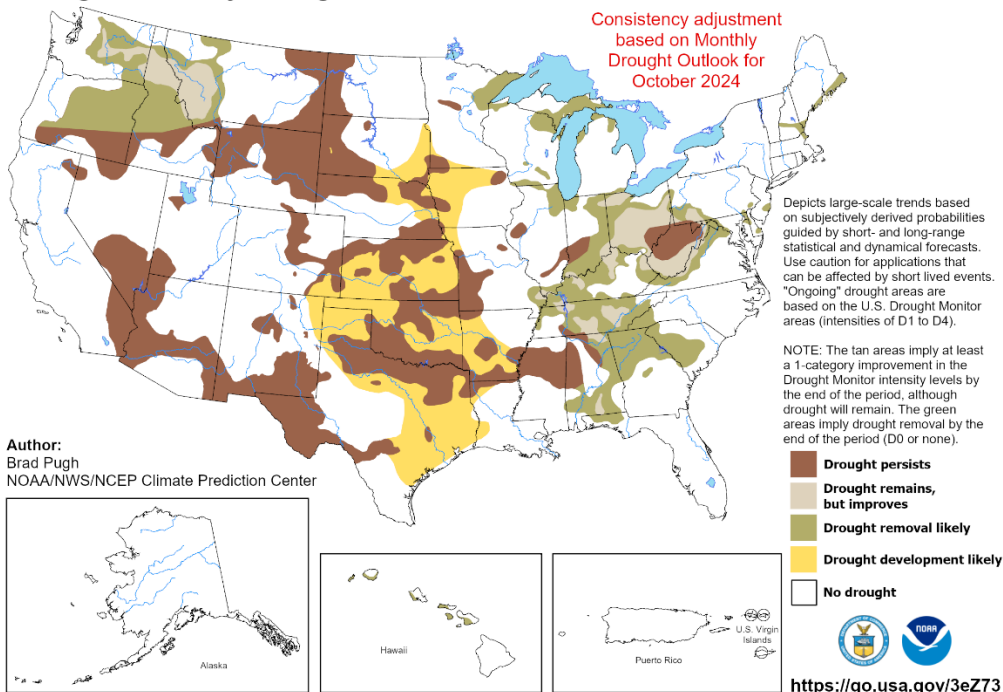 Consistency adjustment
based on Monthly
Drought Outlook for
October 2024
Depicts large-scale trends based
on subjectively derived probabilities
guided by short- and long-range
statistical and dynamical forecasts.
Use caution for applications that
can be affected by short lived events.
"Ongoing" drought areas are
based on the U.S. Drought Monitor
areas (intensities of D1 to D4).
NOTE: The tan areas imply at least
a 1-category improvement in the
Drought Monitor intensity levels by
the end of the period, although
drought will remain. The green
areas imply drought removal by the
end of the period (D0 or none).
Author:
Brad Pugh
NOAA/NWS/NCEP Climate Prediction Center
Drought persists
Drought remains,
but improves
Drought removal likely
Drought development likely
No drought
Alaska
Hawaii
Puerto Rico
U.S. Virgin
Islands
NOAA
https://go.usa.gov/3eZ73